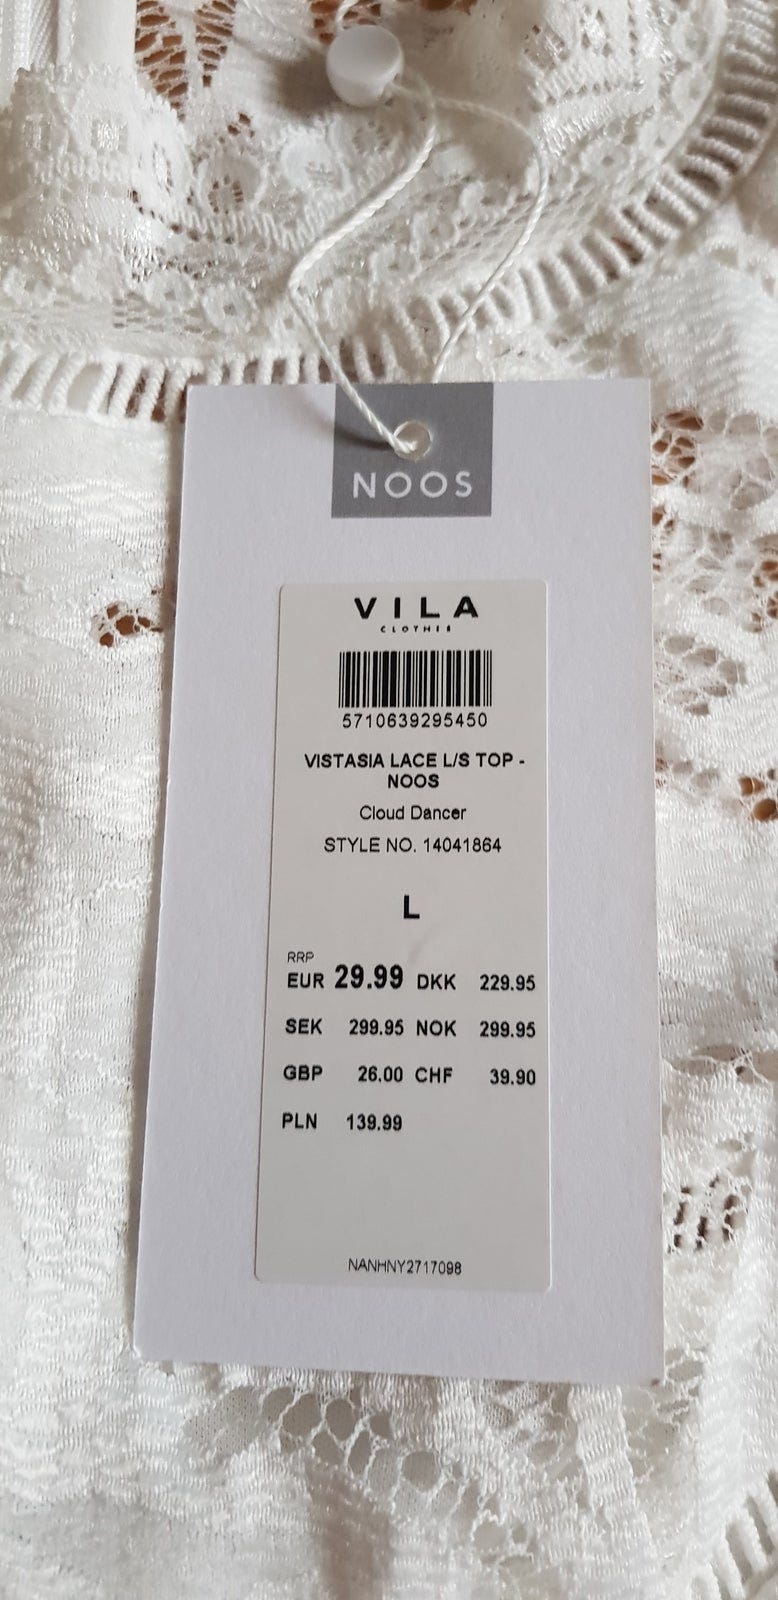 NOOS
VILA
CLOTHES
5710639295450
VISTASIA LACE L/S TOP -
NOOS
Cloud Dancer
STYLE NO. 14041864
L
RRP
EUR 29.99 DKK 229.95
SEK 299.95 NOK 299.95
GBP 26.00 CHF 39.90
PLN 139.99
NANHNY2717098